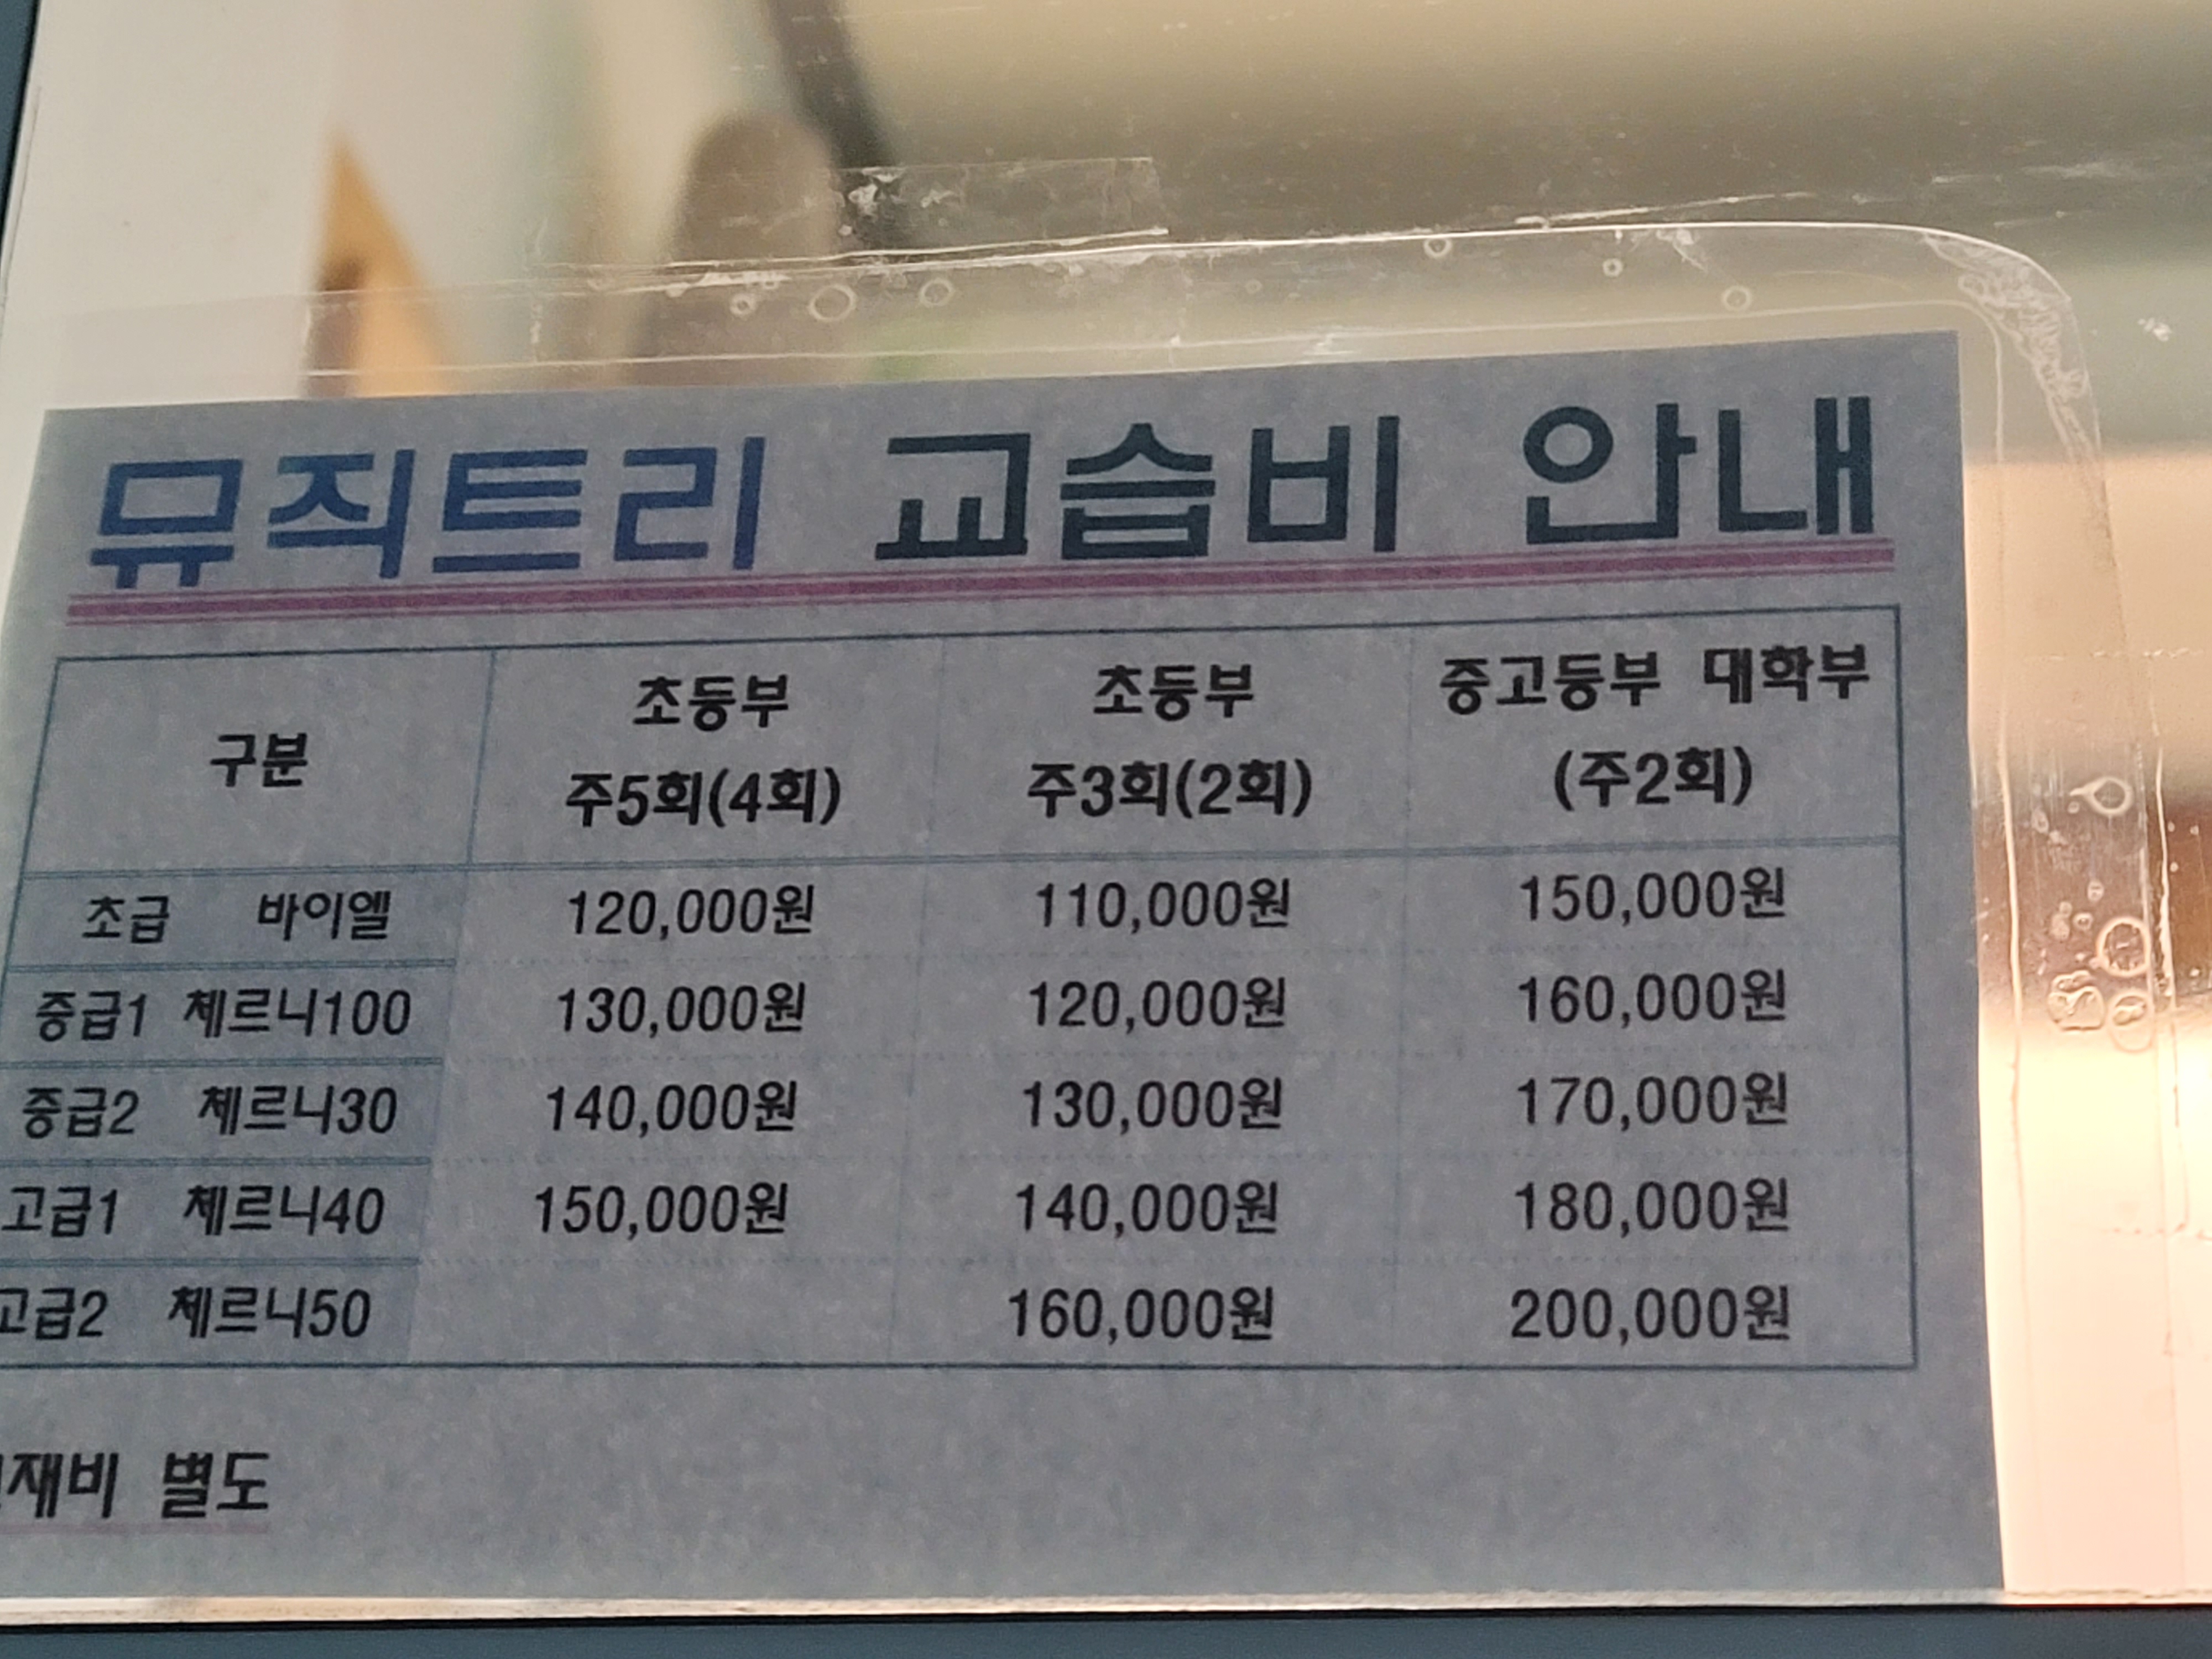 뮤직트리 교습비 안내
구분
초등부
주5회(4회)
초등부
주3회(2회)
중고등부 대학부
(주2회)
초급 바이엘 120,000원 110,000원 150,000원
중급1 체르니100 130,000원 120,000원 160,000원
중급2 체르니30 140,000원 130,000원 170,000원
고급1 체르니40 150,000원 140,000원 180,000원
고급2 체르니50 160,000원 200,000원
재비 별도